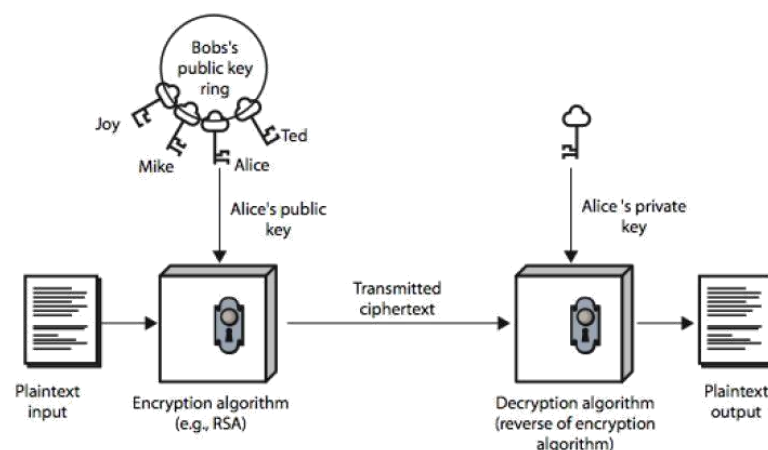 Bobs's
public key
ring
Joy
Mike
Alice
Ted
Alice's public
key
Alice 's private
key
Transmitted
ciphertext
Plaintext
input
Encryption algorithm
(e.g., RSA)
Decryption algorithm
(reverse of encryption
algorithm)
Plaintext
output